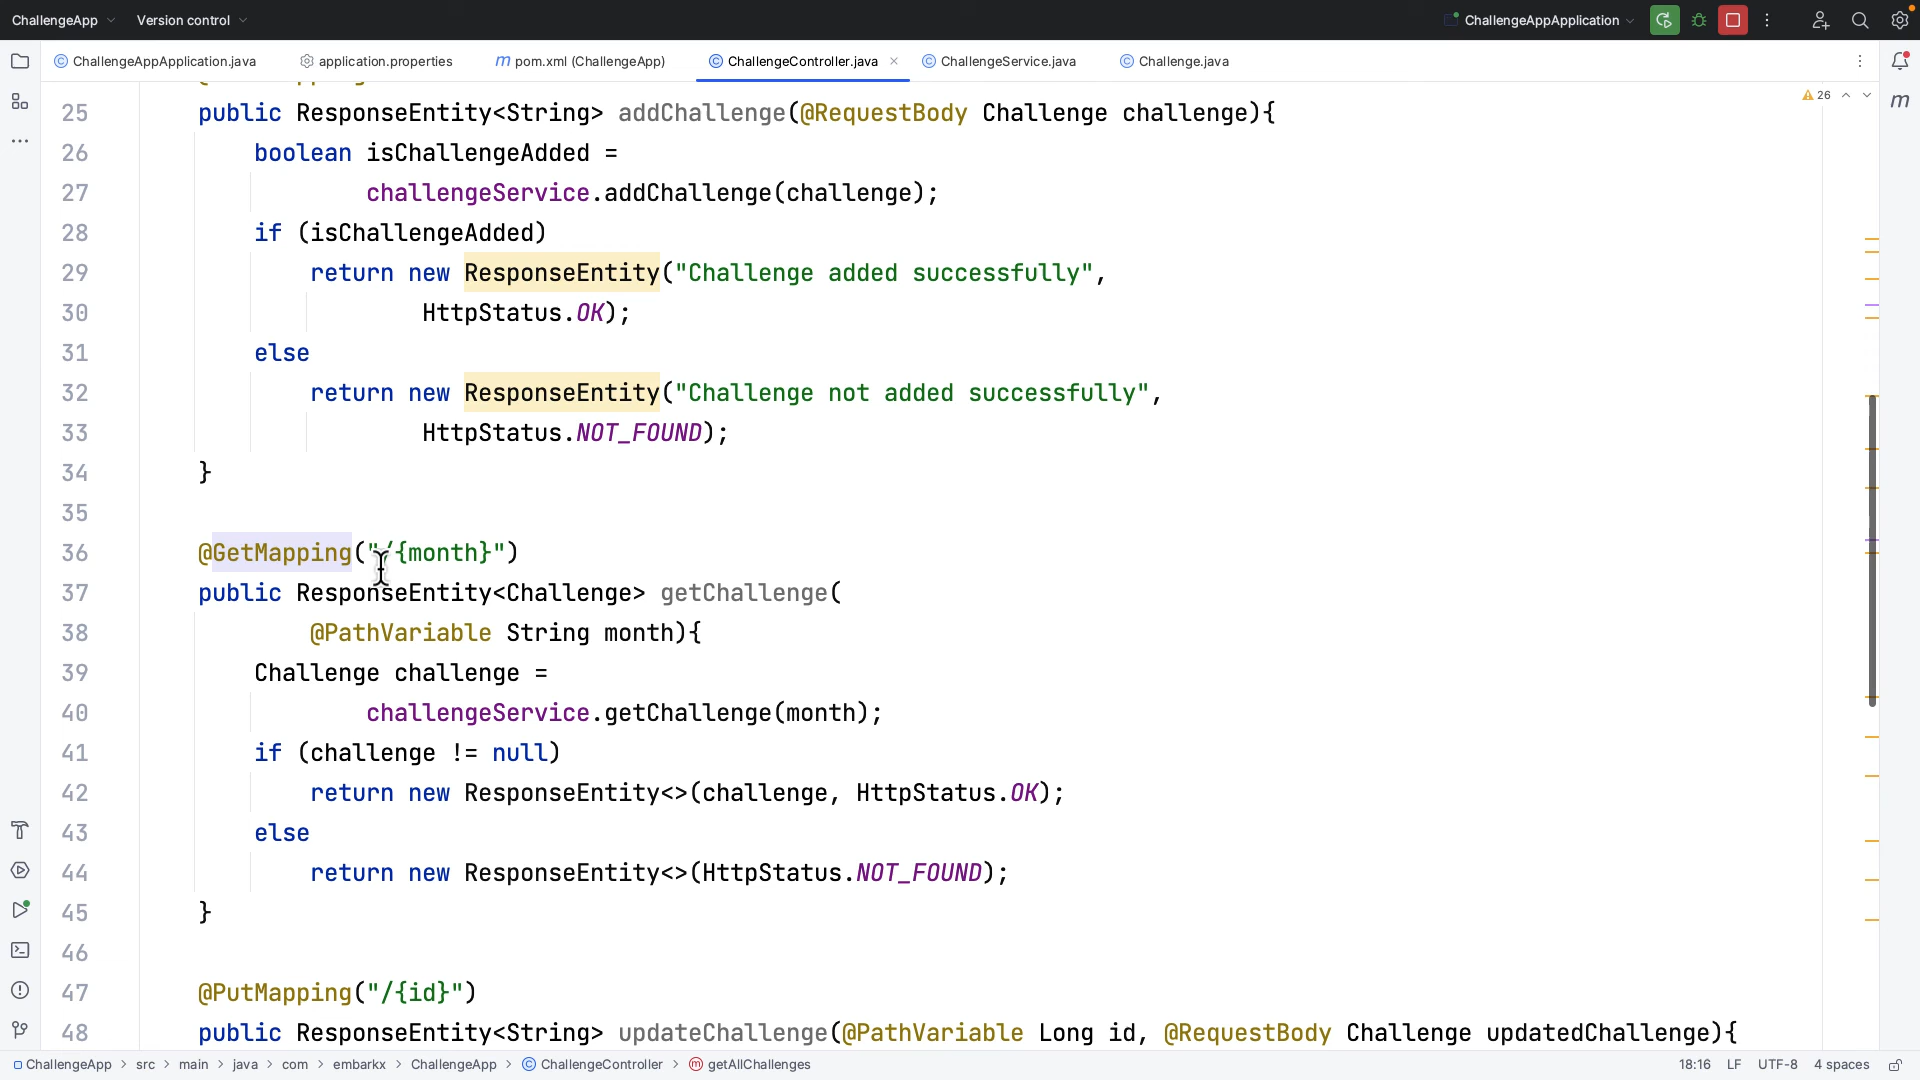 ChallengeApp Version control ChallengeAppApplication
ChallengeAppApplication.java application.properties pom.xml (ChallengeApp) ChallengeController.java ChallengeService.java Challenge.java
26
25 public ResponseEntity<String> addChallenge(@RequestBody Challenge challenge){
26 boolean isChallengeAdded =
27 challengeService.addChallenge(challenge);
28 if (isChallengeAdded)
29 return new ResponseEntity("Challenge added successfully",
30 HttpStatus.OK);
31 else
32 return new ResponseEntity("Challenge not added successfully",
33 HttpStatus.NOT_FOUND);
34 }
35
36 @GetMapping("/{month}")
37 public ResponseEntity<Challenge> getChallenge(
38 @PathVariable String month){
39 Challenge challenge =
40 challengeService.getChallenge(month);
41 if (challenge != null)
42 return new ResponseEntity<>(challenge, HttpStatus.OK);
43 else
44 return new ResponseEntity<>(HttpStatus.NOT_FOUND);
45 }
46
47 @PutMapping("/{id}")
48 public ResponseEntity<String> updateChallenge(@PathVariable Long id, @RequestBody Challenge updatedChallenge){
ChallengeApp > src > main > java > com > embarkx > ChallengeApp > ChallengeController > getAllChallenges 18:16 LF UTF-8 4 spaces